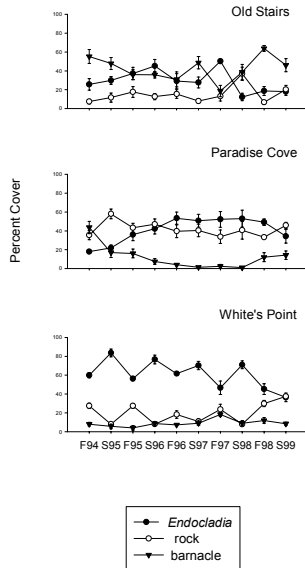 Old Stairs
100
80
60
40
20
0
Paradise Cove
100
80
60
40
20
0
Percent Cover
White's Point
100
80
60
40
20
0
F94 S95 F95 S96 F96 S97 F97 S98 F98 S99
Endocladia
rock
barnacle